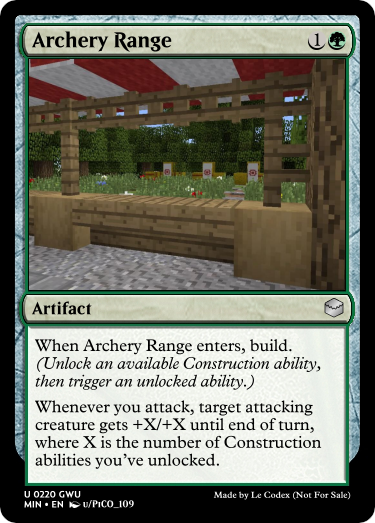 Archery Range 1
Artifact
When Archery Range enters, build.
(Unlock an available Construction ability,
then trigger an unlocked ability.)
Whenever you attack, target attacking
creature gets +X/+X until end of turn,
where X is the number of Construction
abilities you've unlocked.
U 0220 GWU
MIN • EN u/PtCO_109
Made by Le Codex (Not For Sale)